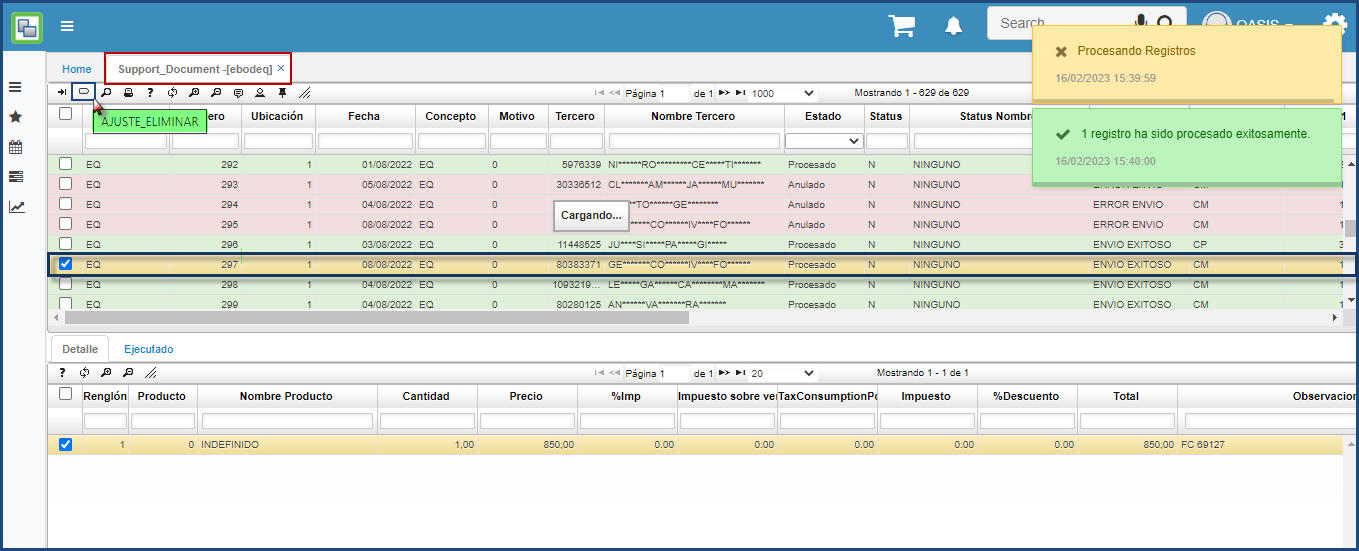 Search
OASIS
Procesando Registros
16/02/2023 15:39:59
1 registro ha sido procesado exitosamente.
16/02/2023 15:40:00
Home Support_Document -[ebodeq] ×
Página 1 de 1 1000 Mostrando 1 - 629 de 629
AJUSTE_ELIMINAR
ero Ubicación Fecha Concepto Motivo Tercero Nombre Tercero Estado Status Status Nombre 1
EQ 292 1 01/08/2022 EQ 0 5976339 NI******RO*********CE*****TI******* Procesado N NINGUNO
EQ 293 1 05/08/2022 EQ 0 30336512 CL*******AM******JA******MU******* Anulado N NINGUNO ERROR ENVIO CM
EQ 294 1 04/08/2022 EQ 0 ****TO******GE******** Anulado N NINGUNO ERROR ENVIO CM 1
EQ 295 1 08/08/2022 EQ 0 ******CO******IV****FO****** Anulado N NINGUNO ERROR ENVIO CM 1
EQ 296 1 03/08/2022 EQ 0 11448525 JU****SI*****PA*****GI***** Procesado N NINGUNO ENVIO EXITOSO CP 3
EQ 297 1 08/08/2022 EQ 0 80383371 GE*******CO******IV****FO****** Procesado N NINGUNO ENVIO EXITOSO CM 1
EQ 298 1 04/08/2022 EQ 0 1093219... LE*****GA******CA********MA******* Procesado N NINGUNO ENVIO EXITOSO CM 1
EQ 299 1 04/08/2022 EQ 0 80280125 AN******VA*******RA******* Procesado N NINGUNO ENVIO EXITOSO CM 1
Cargando...
Detalle Ejecutado
Página 1 de 1 20 Mostrando 1 - 1 de 1
Renglón Producto Nombre Producto Cantidad Precio %Imp Impuesto sobre ver TaxConsumptionPo Impuesto %Descuento Total Observacion
1 0 INDEFINIDO 1,00 850,00 0.00 0.00 0.00 0.00 0.00 850,00 FC 69127